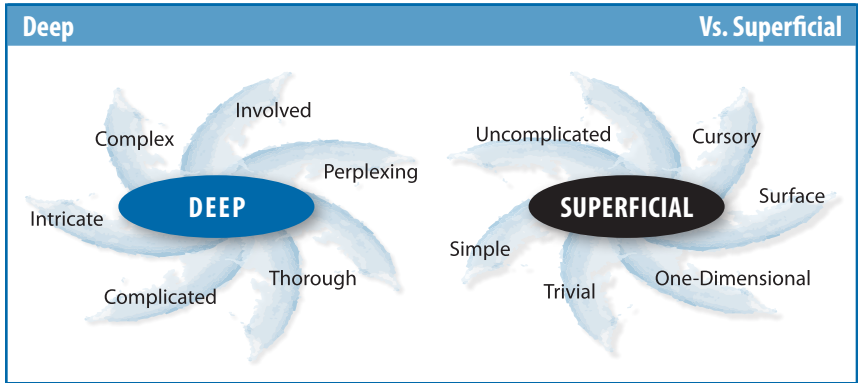 Deep
Vs. Superficial
Involved
Complex
Perplexing
DEEP
Intricate
Thorough
Complicated
Uncomplicated
Cursory
Surface
SUPERFICIAL
Simple
One-Dimensional
Trivial